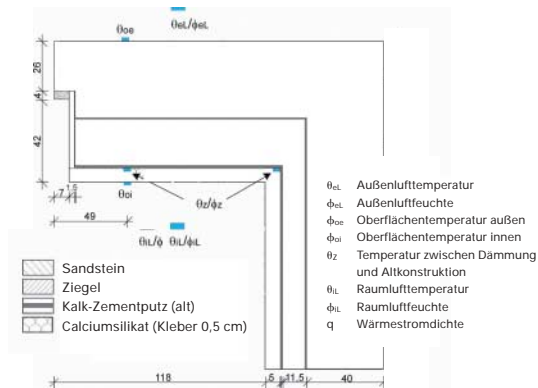 θeL/ϕeL
θoe
26
4
42
1,5
7
49
θoi
θz/ϕz
θiL/ϕ θiL/ϕiL
θeL Außenlufttemperatur
ϕeL Außenluftfeuchte
ϕoe Oberflächentemperatur außen
ϕoi Oberflächentemperatur innen
θz Temperatur zwischen Dämmung
und Altkonstruktion
θiL Raumlufttemperatur
ϕiL Raumluftfeuchte
q Wärmestromdichte
Sandstein
Ziegel
Kalk-Zementputz (alt)
Calciumsilikat (Kleber 0,5 cm)
118
5
11,5
40